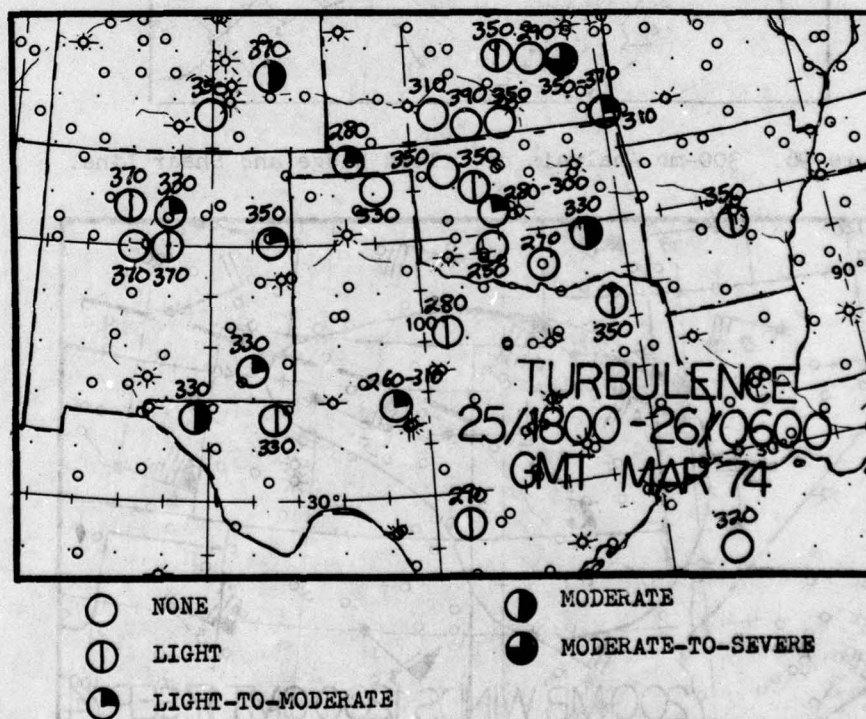 350 290
370
350 370
310 390 350
310
280
350 350
370 330 280-300
330 330 350
350
370 370 250 270
280
100°
350
330
260-310
TURBULENCE
330 25/1800-26/0600
330
GMT MAR 74
30°
30°
90°
290
320
NONE
LIGHT
LIGHT-TO-MODERATE
MODERATE
MODERATE-TO-SEVERE